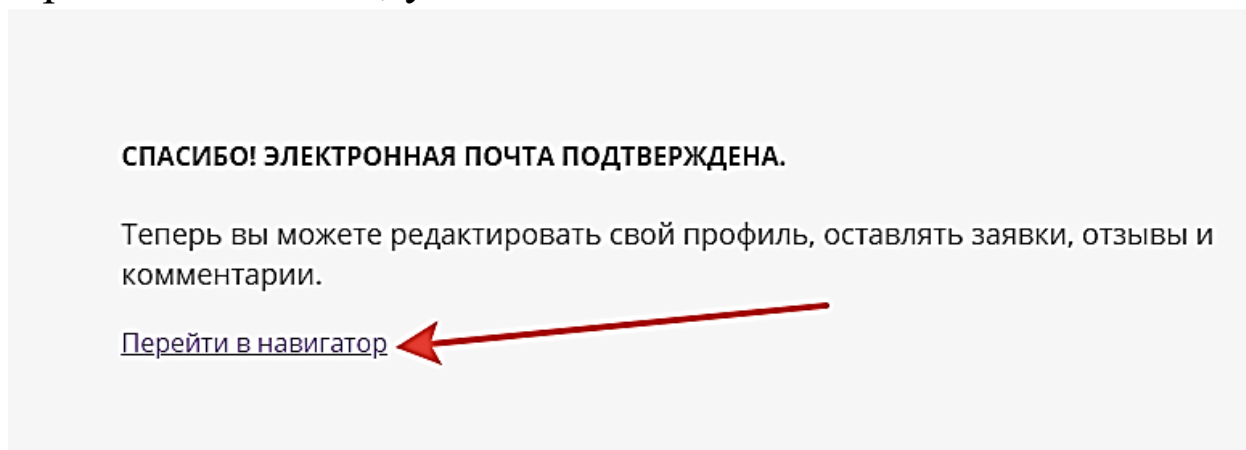 СПАСИБО! ЭЛЕКТРОННАЯ ПОЧТА ПОДТВЕРЖДЕНА.
Теперь вы можете редактировать свой профиль, оставлять заявки, отзывы и
комментарии.
Перейти в навигатор